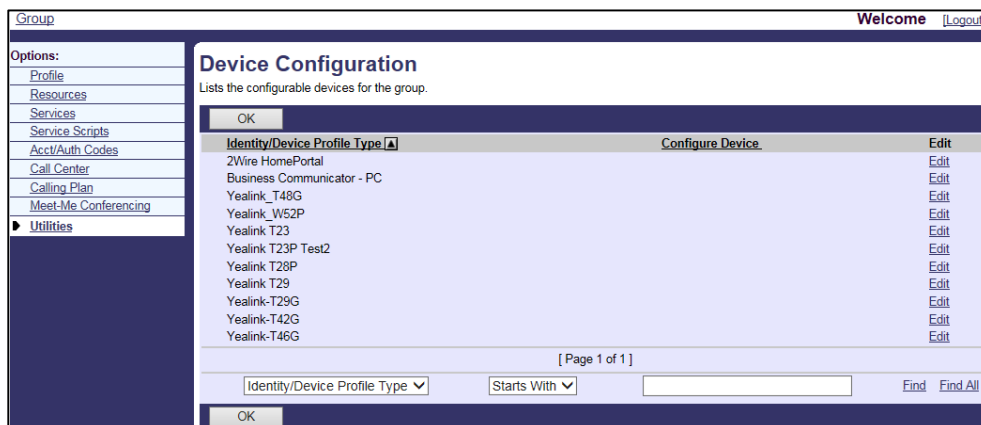 Group Welcome [Logout
Options:
Profile
Resources
Services
Service Scripts
Acct/Auth Codes
Call Center
Calling Plan
Meet-Me Conferencing
Utilities
Device Configuration
Lists the configurable devices for the group.
OK
Identity/Device Profile Type Configure Device Edit
2Wire HomePortal Edit
Business Communicator - PC Edit
Yealink_T48G Edit
Yealink_W52P Edit
Yealink T23 Edit
Yealink T23P Test2 Edit
Yealink T28P Edit
Yealink T29 Edit
Yealink-T29G Edit
Yealink-T42G Edit
Yealink-T46G Edit
[ Page 1 of 1 ]
Identity/Device Profile Type Starts With Find Find All
OK